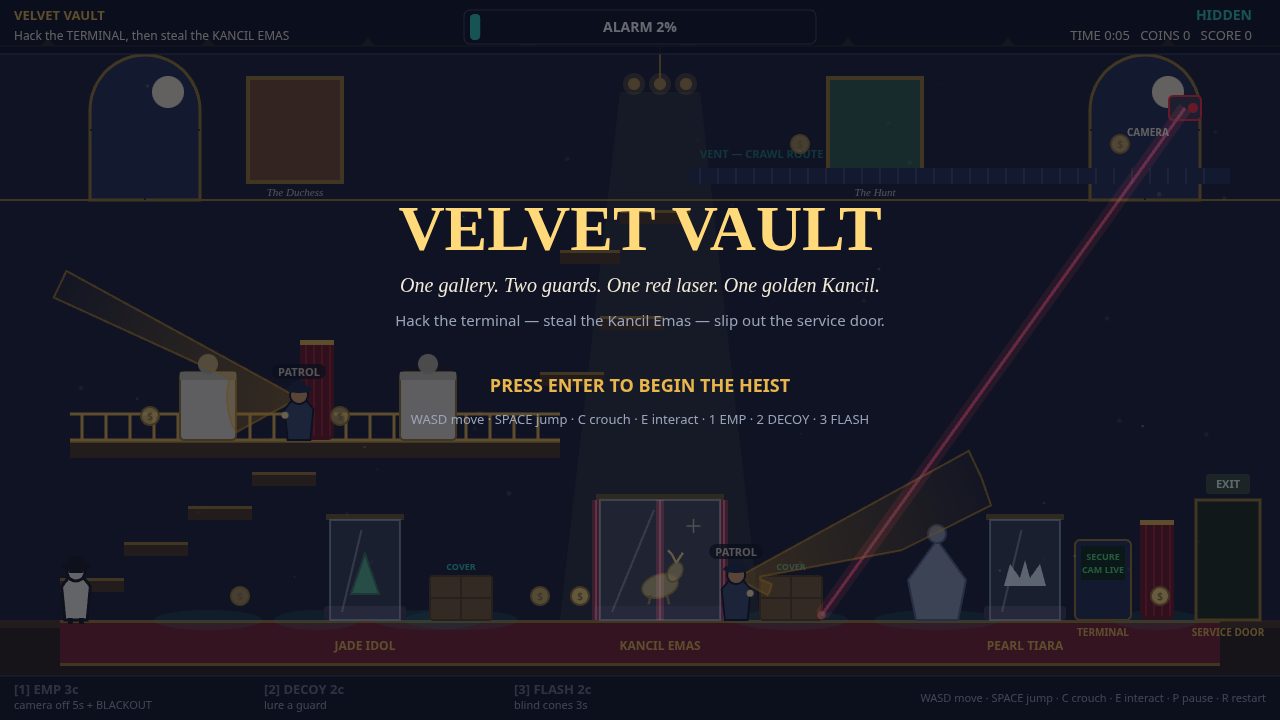 VELVET VAULT
Hack the TERMINAL, then steal the KANCIL EMAS
ALARM 2%
HIDDEN
TIME 0:05 COINS 0 SCORE 0
CAMERA
VENT — CRAWL ROUTE
The Duchess
The Hunt
VELVET VAULT
One gallery. Two guards. One red laser. One golden Kancil.
Hack the terminal — steal the Kancil Emas — slip out the service door.
PATROL
PRESS ENTER TO BEGIN THE HEIST
WASD move · SPACE jump · C crouch · E interact · 1 EMP · 2 DECOY · 3 FLASH
EXIT
PATROL
COVER
COVER
SECURE
CAM LIVE
TERMINAL
SERVICE DOOR
JADE IDOL
KANCIL EMAS
PEARL TIARA
[1] EMP 3c
camera off 5s + BLACKOUT
[2] DECOY 2c
lure a guard
[3] FLASH 2c
blind cones 3s
WASD move · SPACE jump · C crouch · E interact · P pause · R restart